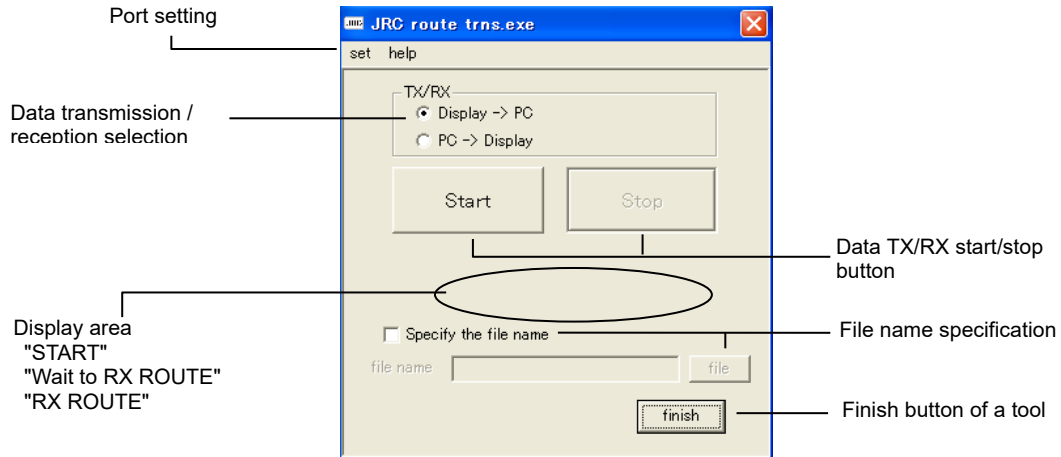 Port setting
JRC route trns.exe
set help
Data transmission /
reception selection
TX/RX
Display -> PC
PC -> Display
Start
Stop
Data TX/RX start/stop
button
Display area
"START"
"Wait to RX ROUTE"
"RX ROUTE"
Specify the file name
File name specification
file name
file
finish
Finish button of a tool